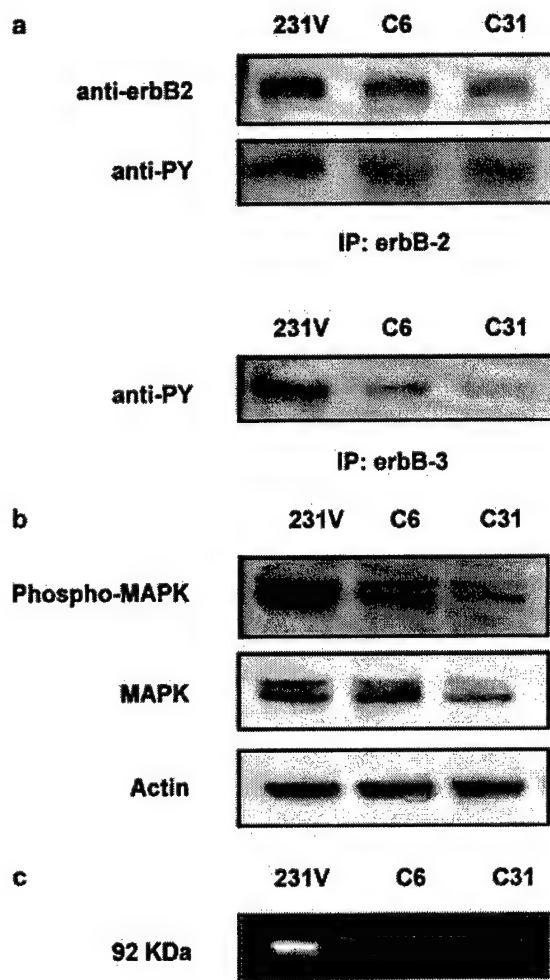 a 231V C6 C31
anti-erbB2
anti-PY
IP: erbB-2
231V C6 C31
anti-PY
IP: erbB-3
b 231V C6 C31
Phospho-MAPK
MAPK
Actin
c 231V C6 C31
92 KDa